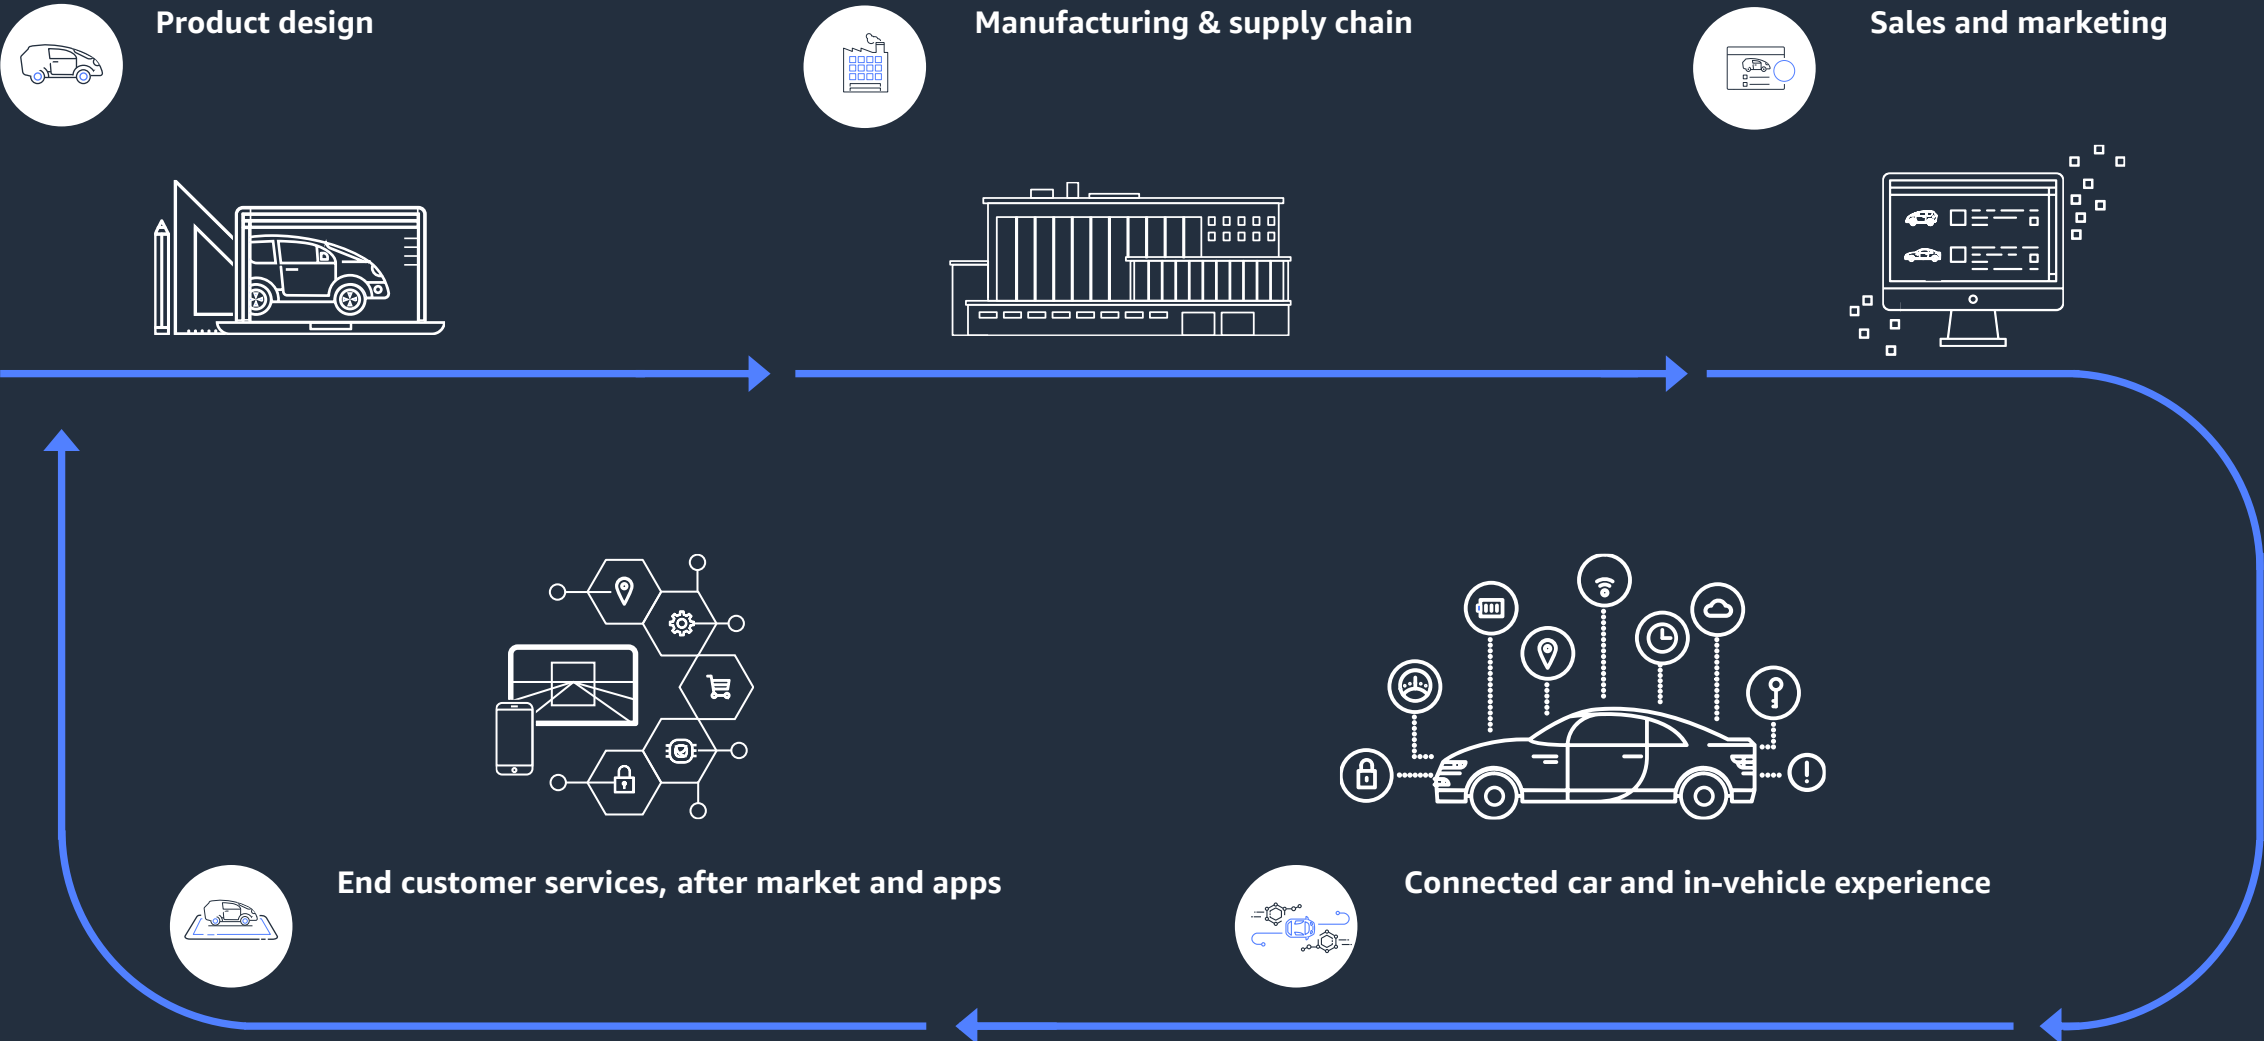 Product design
Manufacturing & supply chain
Sales and marketing
End customer services, after market and apps
Connected car and in-vehicle experience